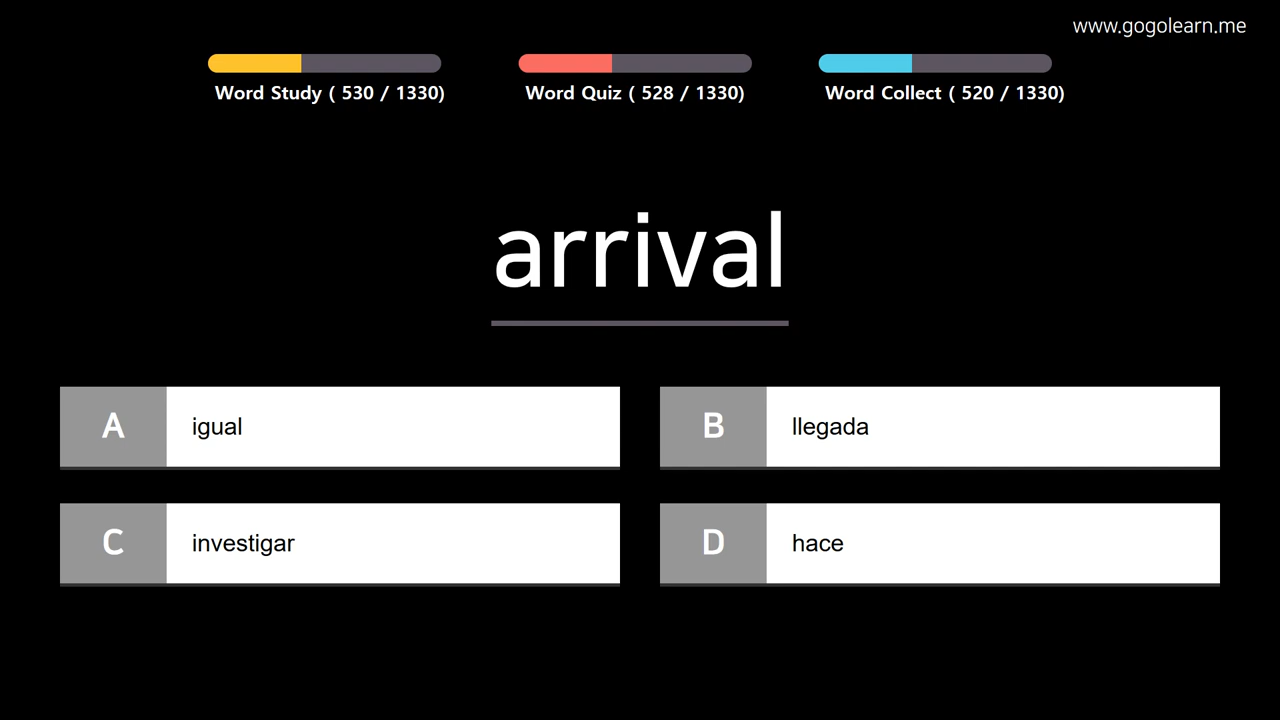 www.gogolearn.me
Word Study ( 530 / 1330)
Word Quiz ( 528 / 1330)
Word Collect ( 520 / 1330)
arrival
A igual
B llegada
C investigar
D hace